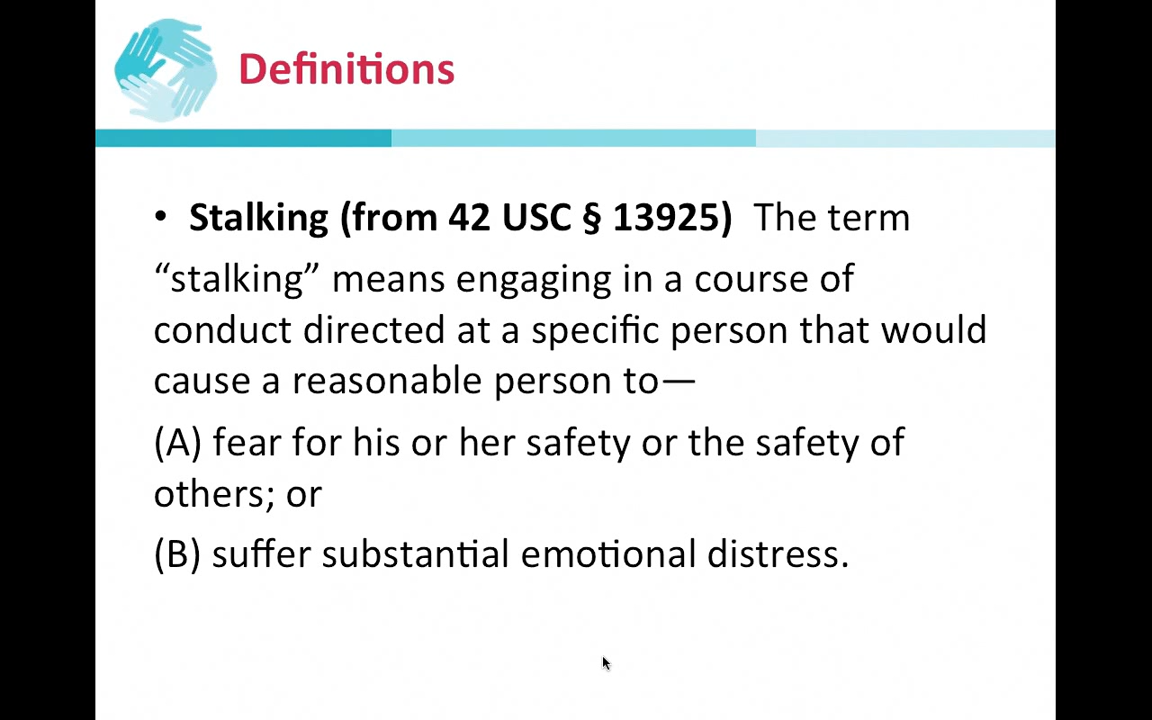 Definitions
• Stalking (from 42 USC § 13925) The term
“stalking” means engaging in a course of
conduct directed at a specific person that would
cause a reasonable person to—
(A) fear for his or her safety or the safety of
others; or
(B) suffer substantial emotional distress.